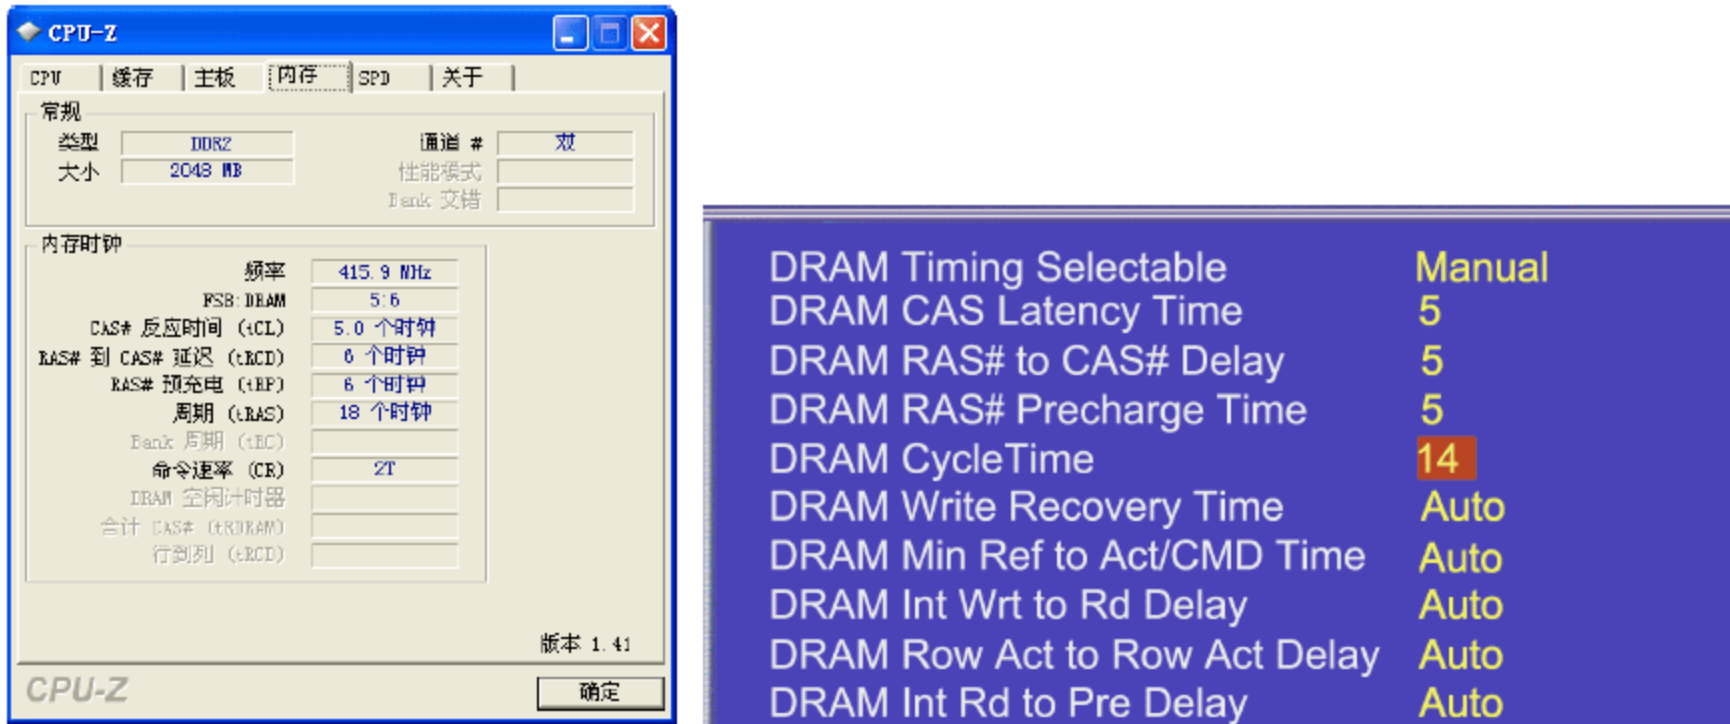 CPU-Z
CPU 缓存 主板 内存 SPD 关于
常规
类型 DDR2 通道 # 双
大小 2048 MB 性能模式
Bank 交错
内存时钟
频率 415.9 MHz
FSB:DRAM 5:6
CAS# 反应时间 (tCL) 5.0 个时钟
RAS# 到 CAS# 延迟 (tRCD) 6 个时钟
RAS# 预充电 (tRP) 6 个时钟
周期 (tRAS) 18 个时钟
Bank 周期 (tRC)
命令速率 (CR) 2T
DRAM 空闲计时器
合计 CAS# (tRDRAM)
行到列 (tRCD)
版本 1.41
CPU-Z 确定
DRAM Timing Selectable Manual
DRAM CAS Latency Time 5
DRAM RAS# to CAS# Delay 5
DRAM RAS# Precharge Time 5
DRAM CycleTime 14
DRAM Write Recovery Time Auto
DRAM Min Ref to Act/CMD Time Auto
DRAM Int Wrt to Rd Delay Auto
DRAM Row Act to Row Act Delay Auto
DRAM Int Rd to Pre Delay Auto